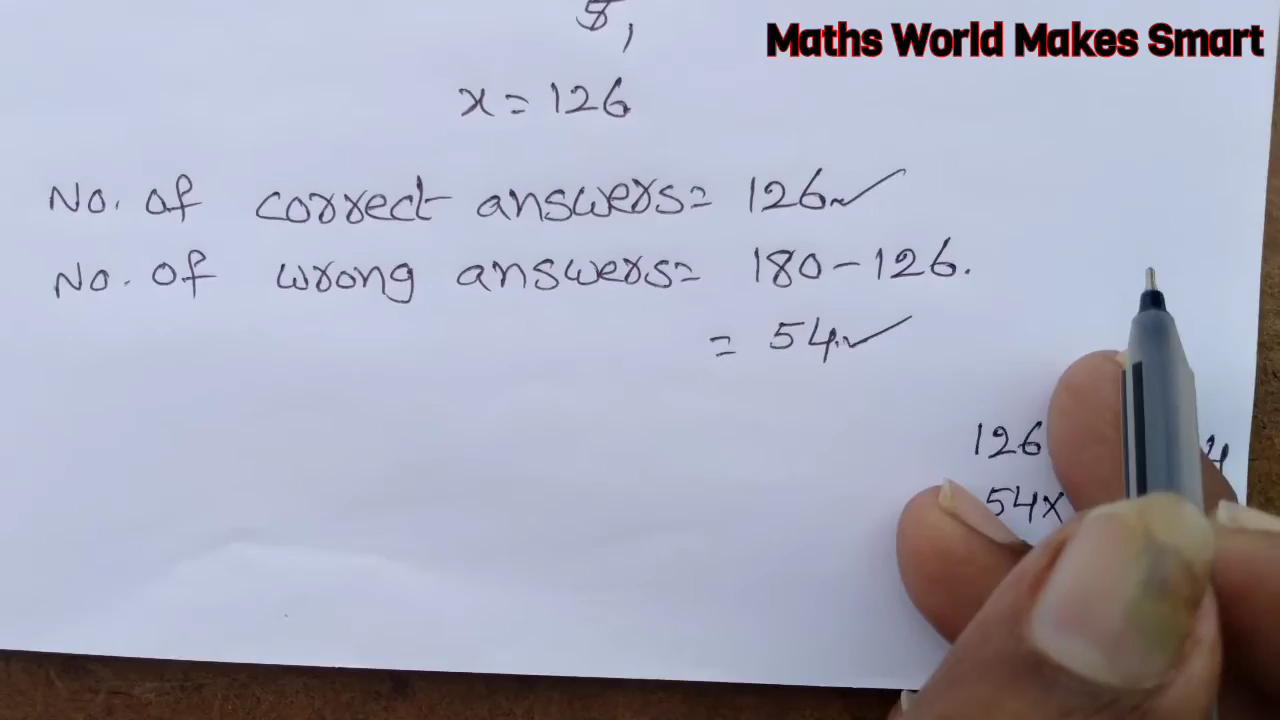 Maths World Makes Smart
5,
x = 126
No. of correct answers = 126 ✓
No. of wrong answers = 180 - 126.
= 54. ✓
126
54x